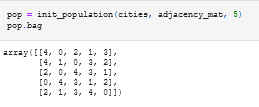 pop = init_population(cities, adjacency_mat, 5)
pop.bag
array([[4, 0, 2, 1, 3],
       [4, 1, 0, 3, 2],
       [2, 0, 4, 3, 1],
       [0, 4, 3, 1, 2],
       [2, 1, 3, 4, 0]])